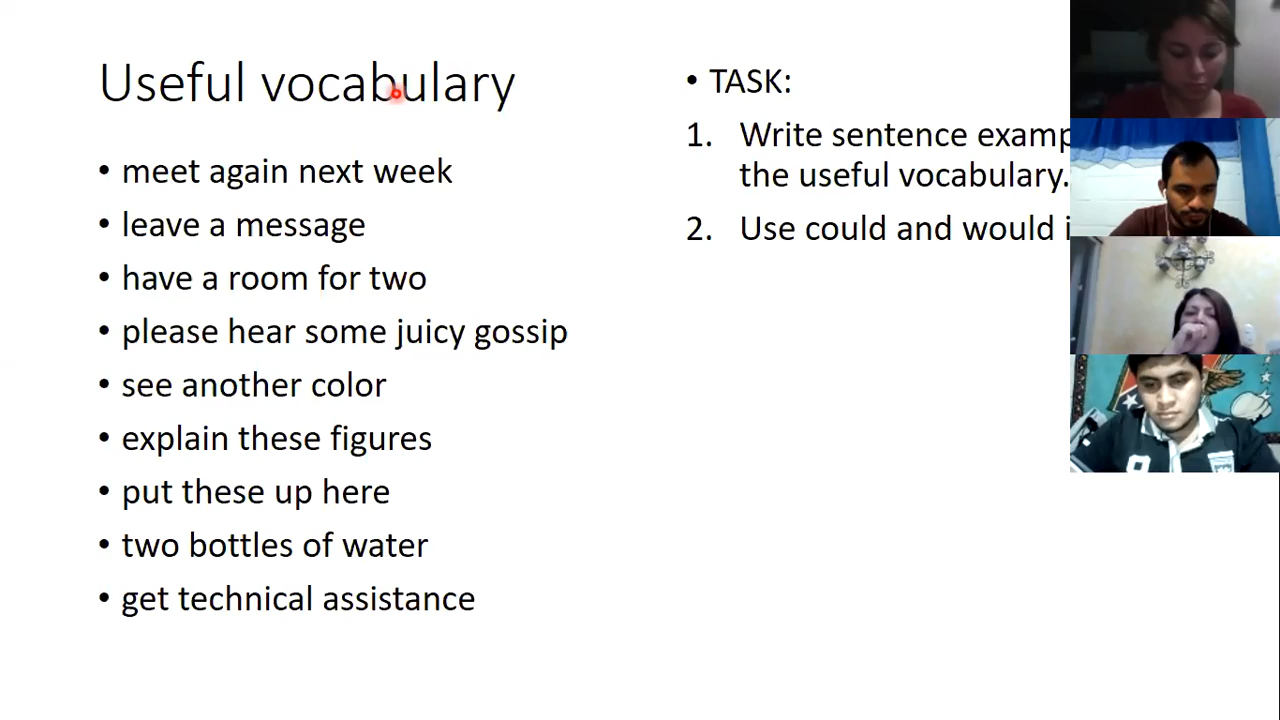 Useful vocabulary
• meet again next week
• leave a message
• have a room for two
• please hear some juicy gossip
• see another color
• explain these figures
• put these up here
• two bottles of water
• get technical assistance
• TASK:
1. Write sentence
the useful vocabulary.
2. Use could and would